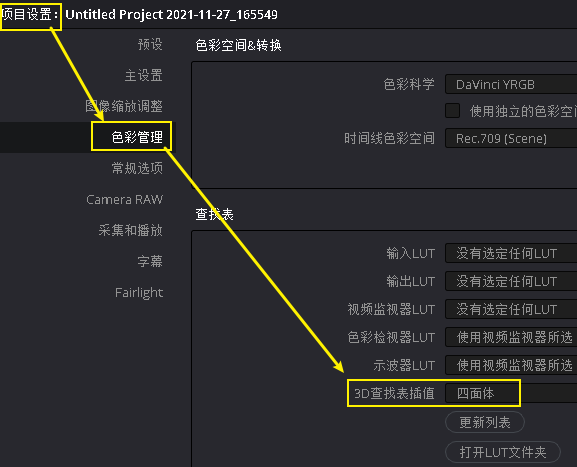 项目设置: Untitled Project 2021-11-27_165549
预设
主设置
图像缩放调整
色彩管理
常规选项
Camera RAW
采集和播放
字幕
Fairlight
色彩空间&转换
色彩科学 DaVinci YRGB
使用独立的色彩空间
时间线色彩空间 Rec.709 (Scene)
查找表
输入LUT 没有选定任何LUT
输出LUT 没有选定任何LUT
视频监视器LUT 没有选定任何LUT
色彩检视器LUT 使用视频监视器所选
示波器LUT 使用视频监视器所选
3D查找表插值 四面体
更新列表
打开LUT文件夹